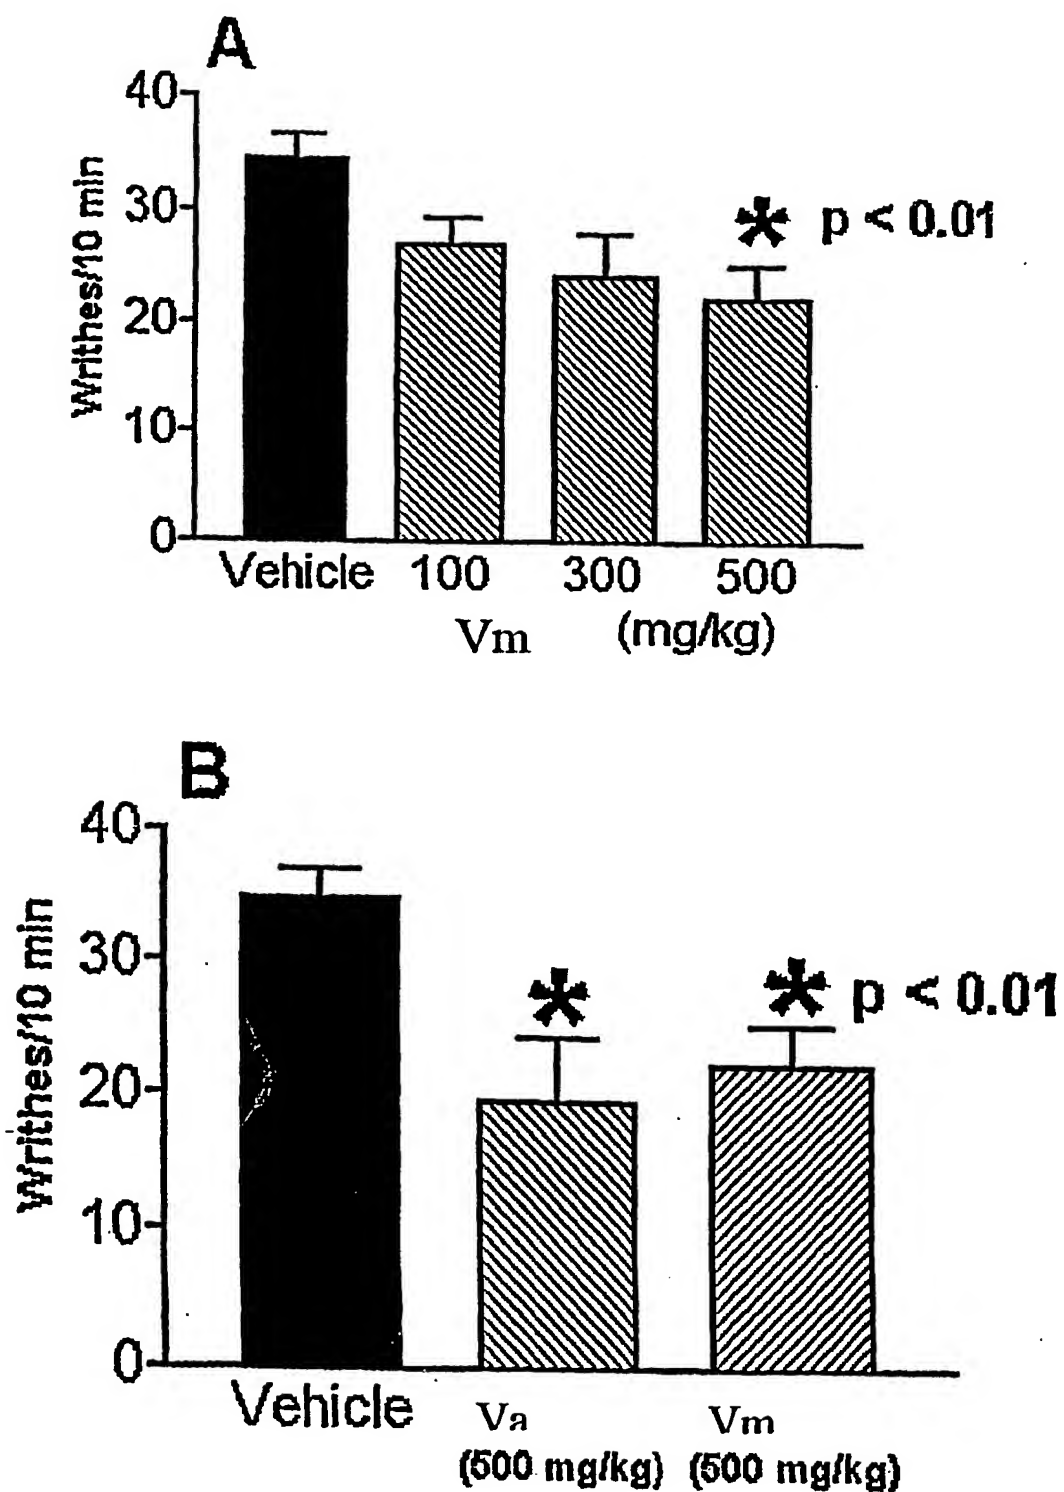 A
40
30
20
10
0
Writhes/10 min
* p < 0.01
Vehicle 100 300 500
Vm (mg/kg)
B
40
30
20
10
0
Writhes/10 min
* * p < 0.01
Vehicle Va Vm
(500 mg/kg) (500 mg/kg)